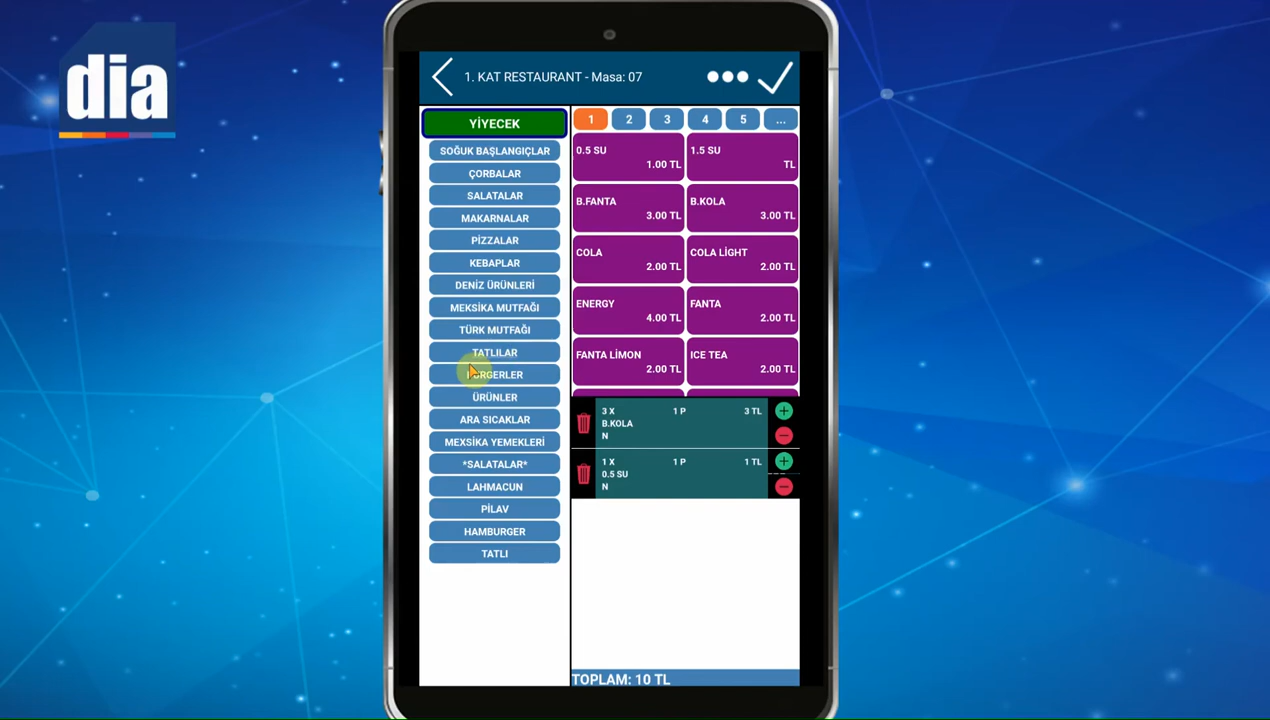 dia
1. KAT RESTAURANT - Masa: 07
YİYECEK
SOĞUK BAŞLANGIÇLAR
ÇORBALAR
SALATALAR
MAKARNALAR
PİZZALAR
KEBAPLAR
DENİZ ÜRÜNLERİ
MEKSİKA MUTFAĞI
TÜRK MUTFAĞI
TATLILAR
ÜRÜNLER
ARA SICAKLAR
MEXSİKA YEMEKLERİ
*SALATALAR*
LAHMACUN
PİLAV
HAMBURGER
TATLI
1 2 3 4 5 ...
0.5 SU
1.00 TL
1.5 SU
TL
B.FANTA
3.00 TL
B.KOLA
3.00 TL
COLA
2.00 TL
COLA LİGHT
2.00 TL
ENERGY
4.00 TL
FANTA
2.00 TL
FANTA LİMON
2.00 TL
ICE TEA
2.00 TL
3 X 1 P 3 TL
B.KOLA
N
1 X 1 P 1 TL
0.5 SU
N
TOPLAM: 10 TL